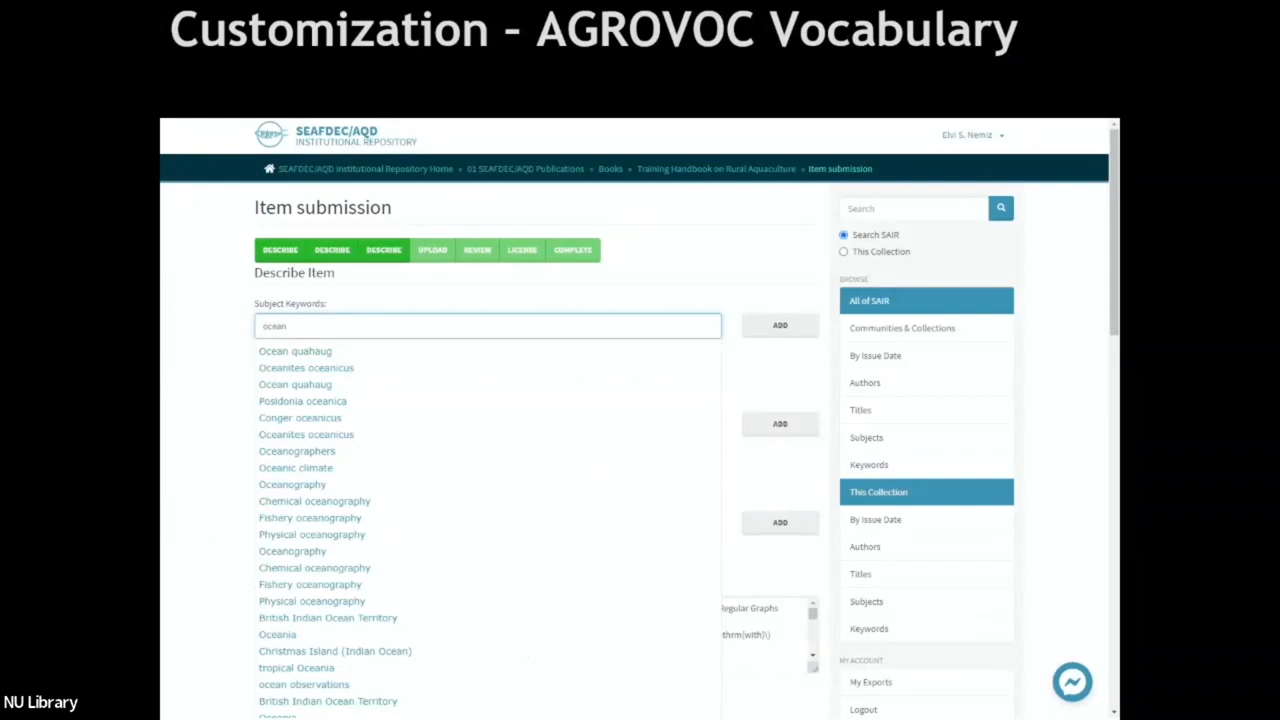 Customization - AGROVOC Vocabulary
SEAFDEC/AQD
INSTITUTIONAL REPOSITORY
Elvi S. Nemiz
SEAFDEC/AQD Institutional Repository Home » 01 SEAFDEC/AQD Publications » Books » Training Handbook on Rural Aquaculture » Item submission
Item submission
DESCRIBE DESCRIBE DESCRIBE UPLOAD REVIEW LICENSE COMPLETE
Describe Item
Subject Keywords:
ocean
ADD
Ocean quahaug
Oceanites oceanicus
Ocean quahaug
Posidonia oceanica
Conger oceanicus
Oceanites oceanicus
Oceanographers
Oceanic climate
Oceanography
Chemical oceanography
Fishery oceanography
Physical oceanography
Oceanography
Chemical oceanography
Fishery oceanography
Physical oceanography
British Indian Ocean Territory
Oceania
Christmas Island (Indian Ocean)
tropical Oceania
ocean observations
British Indian Ocean Territory
Oceania
ADD
ADD
Regular Graphs
thrm{with}\)
Search
Search SAIR
This Collection
BROWSE
All of SAIR
Communities & Collections
By Issue Date
Authors
Titles
Subjects
Keywords
This Collection
By Issue Date
Authors
Titles
Subjects
Keywords
MY ACCOUNT
My Exports
Logout
NU Library